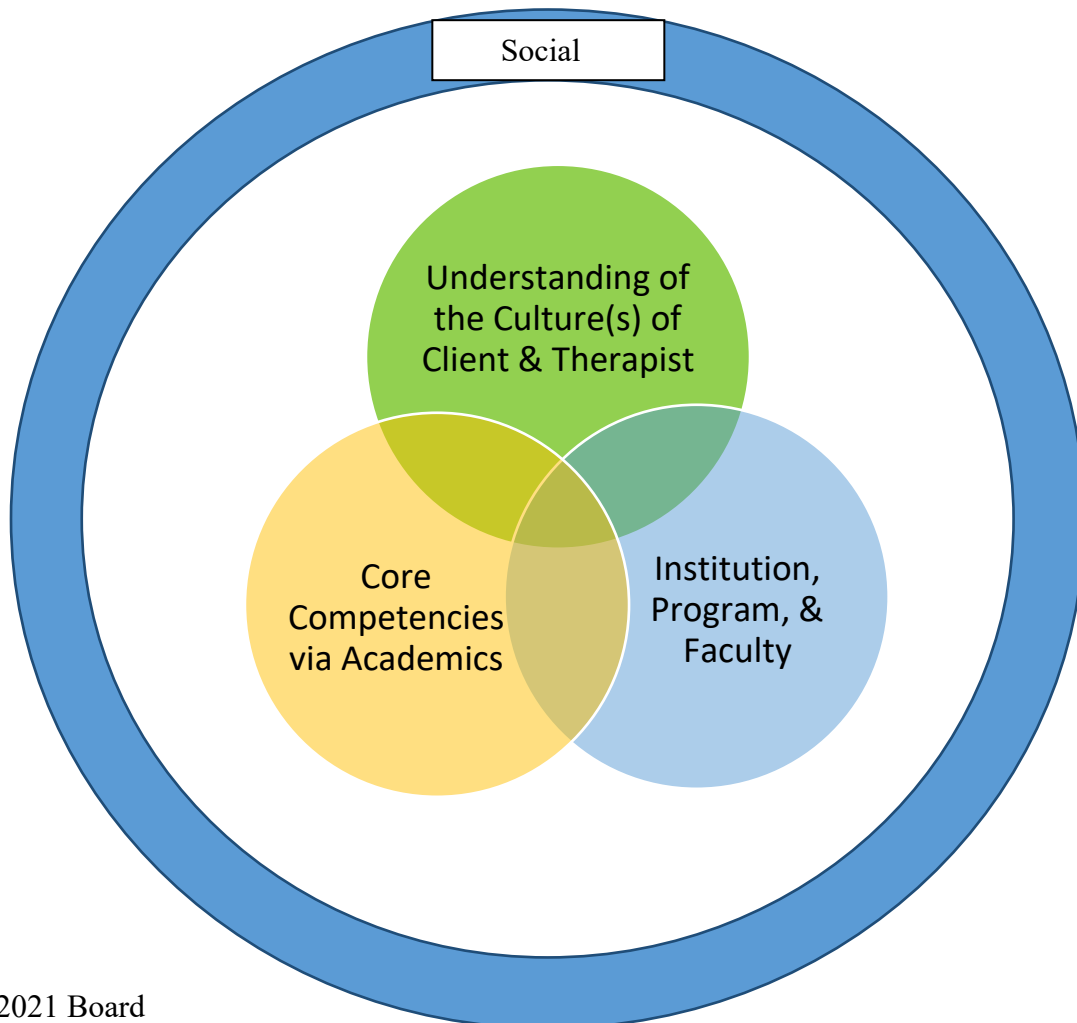 Social
Understanding of
the Culture(s) of
Client & Therapist
Core
Competencies
via Academics
Institution,
Program, &
Faculty
2021 Board